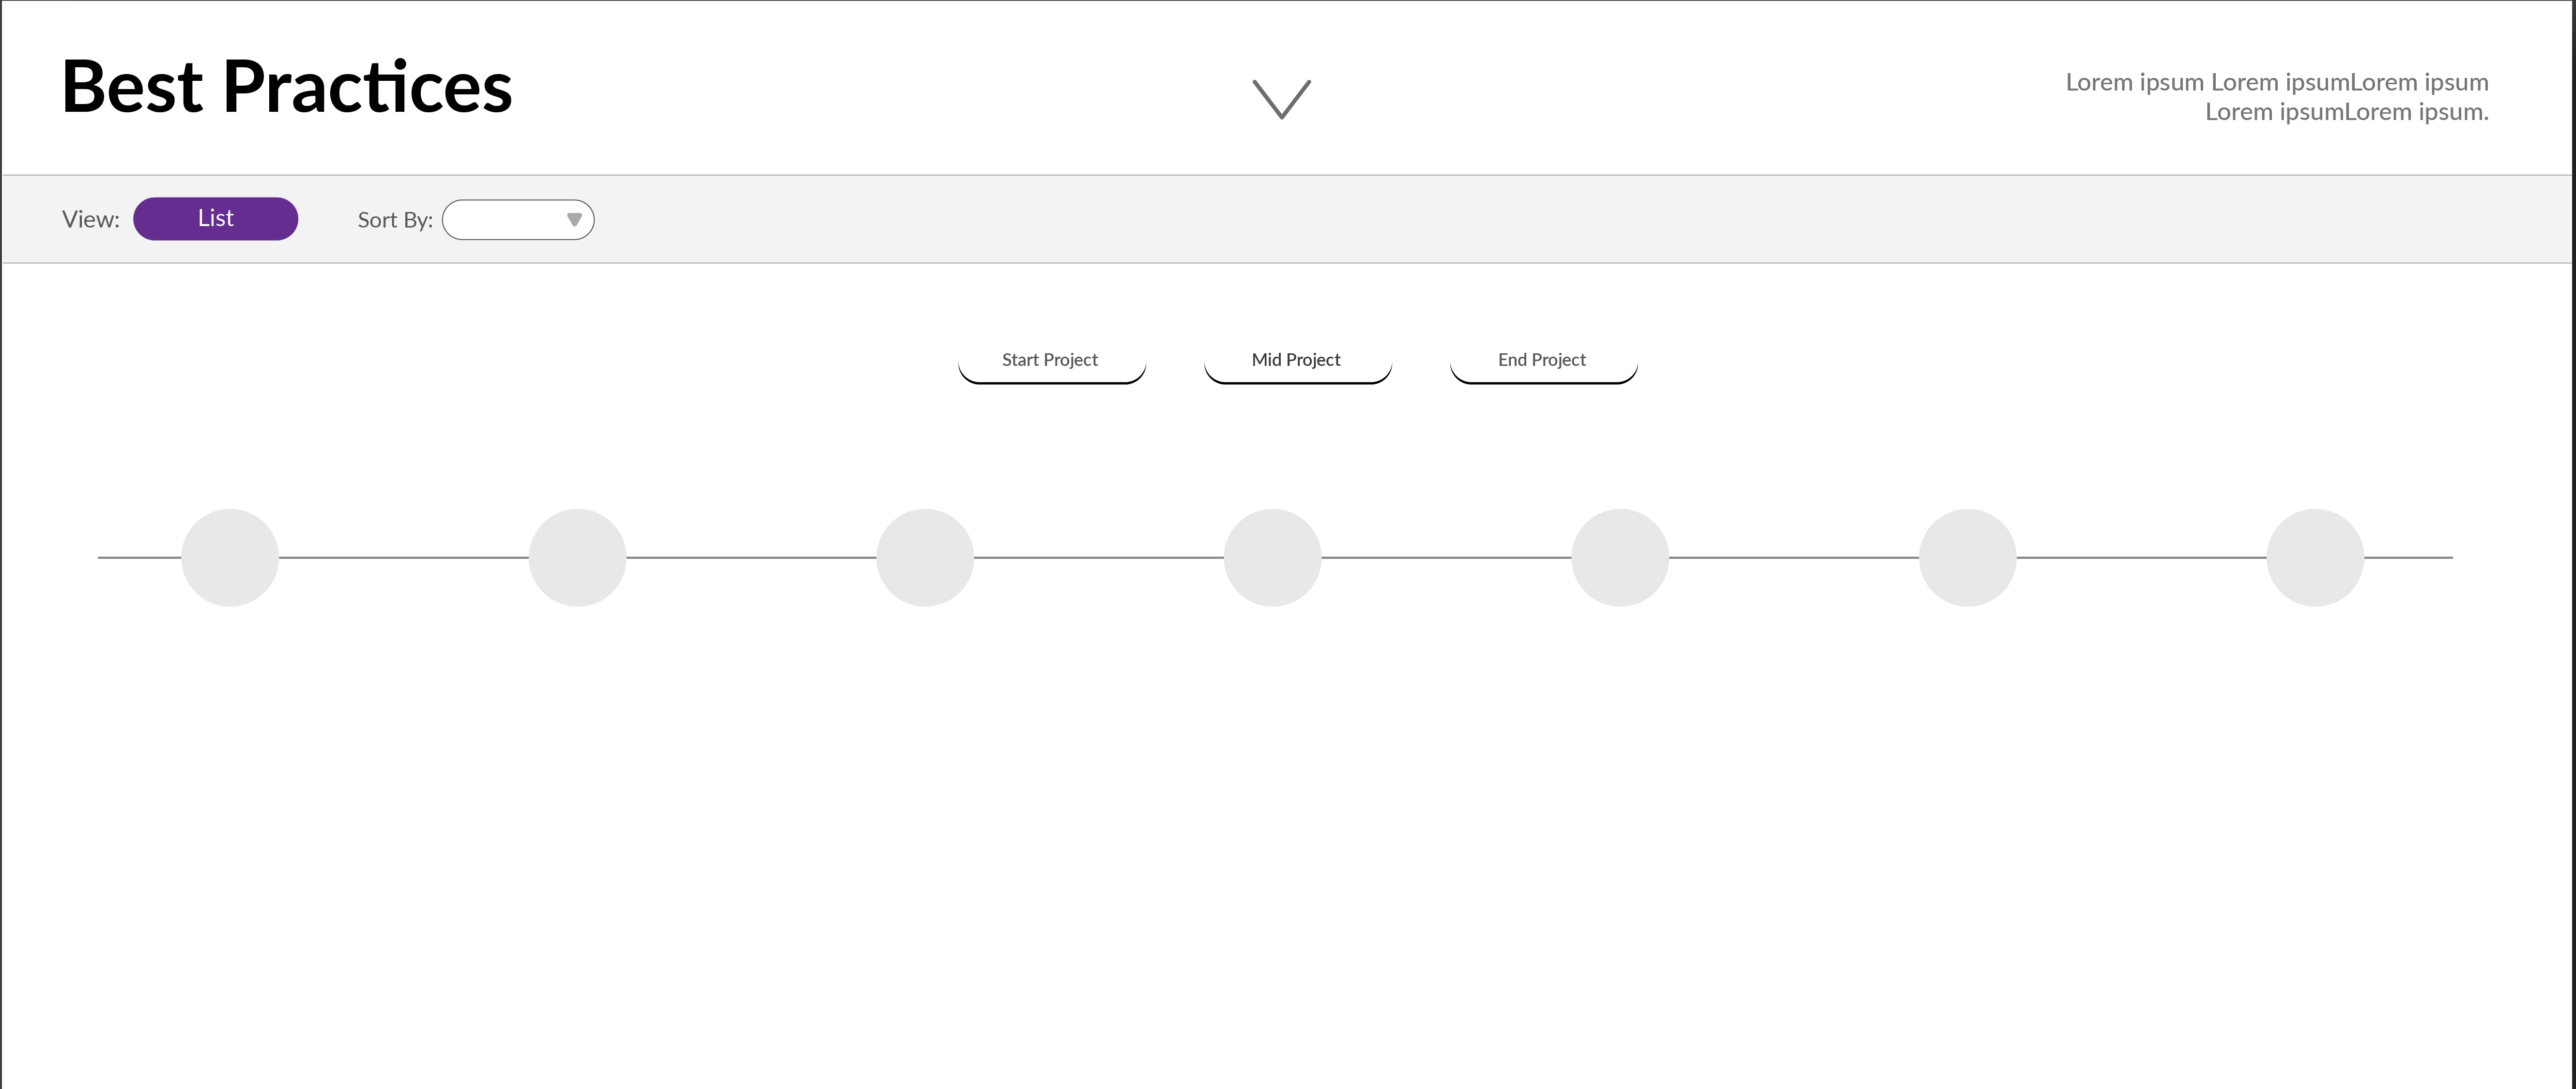 Best Practices
Lorem ipsum Lorem ipsumLorem ipsum
Lorem ipsumLorem ipsum.
View: List Sort By:
Start Project Mid Project End Project